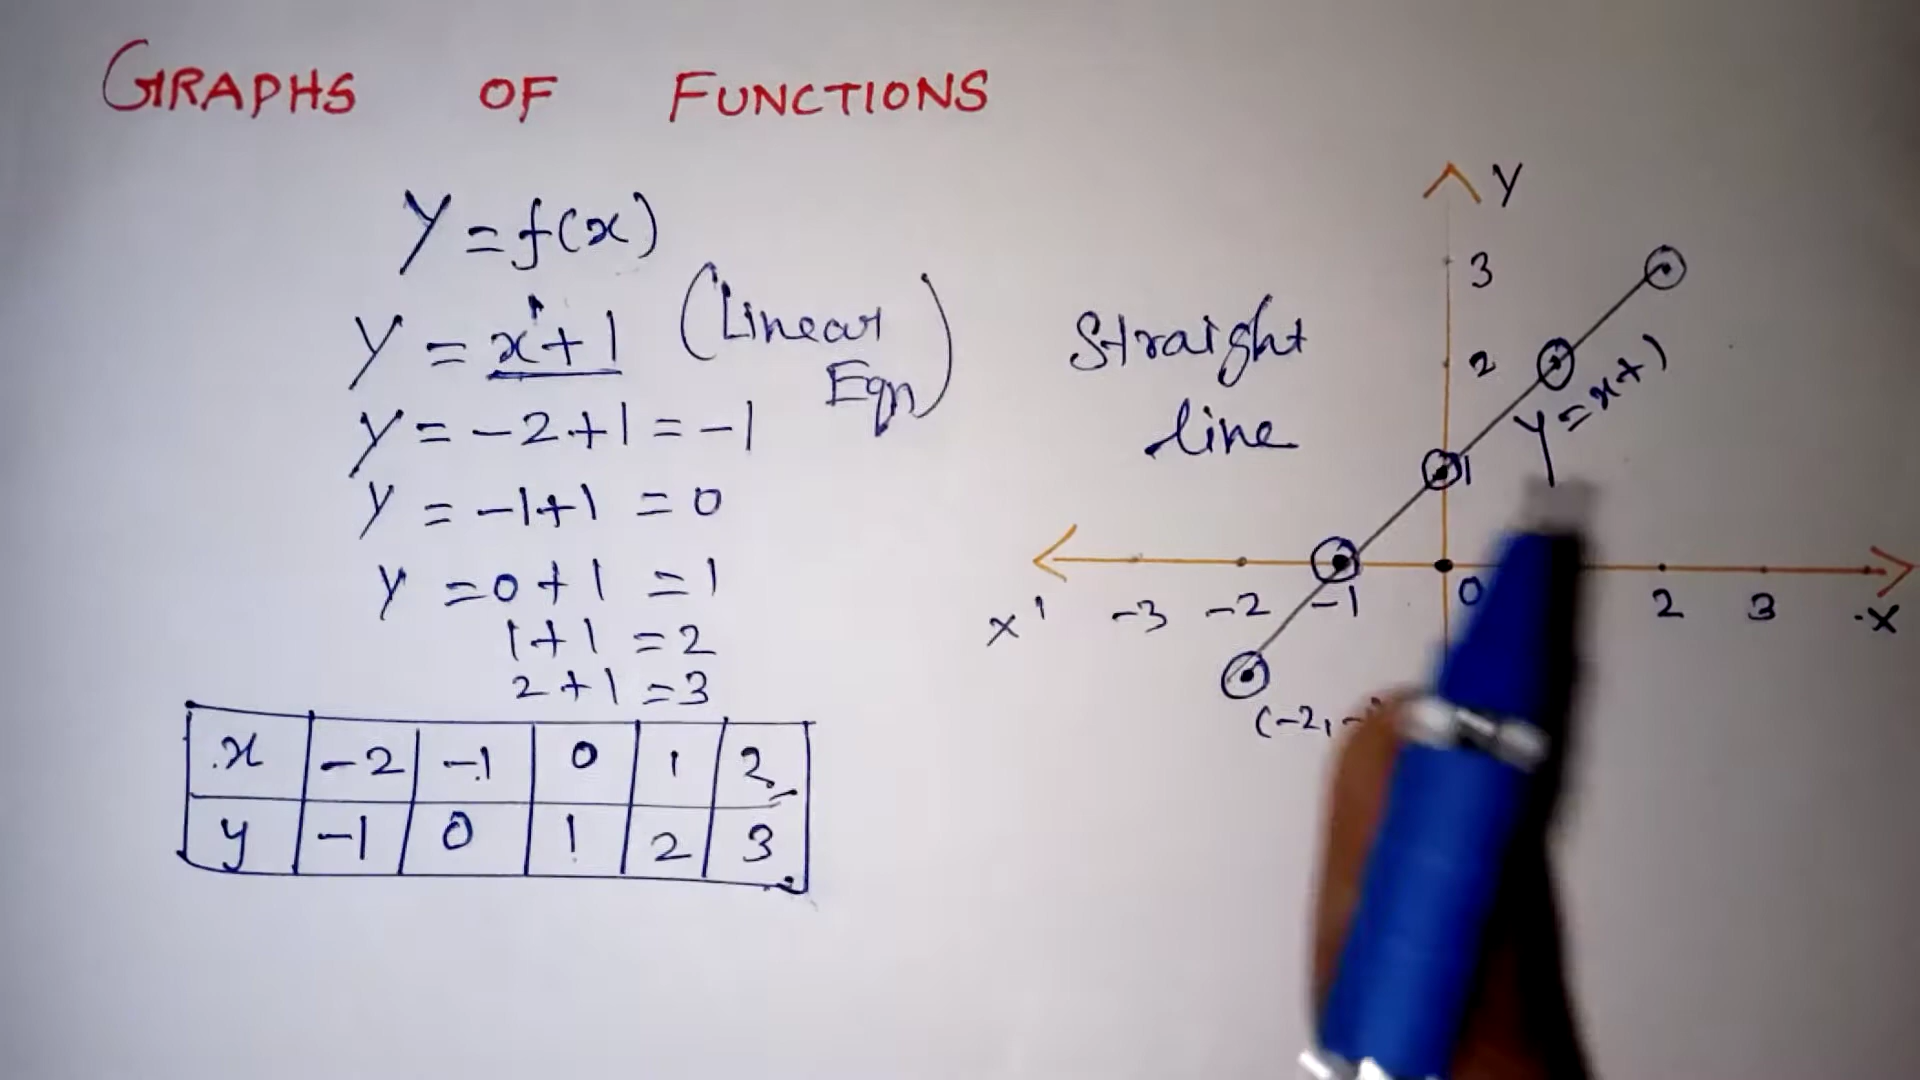 GRAPHS OF FUNCTIONS
Y = f(x)
Y = x¹+1 (Linear Eqn)
y = -2+1 = -1
y = -1+1 = 0
y = 0+1 = 1
1+1 = 2
2+1 = 3
x -2 -1 0 1 2
y -1 0 1 2 3
Straight
line
Y
3
2
1
y = x+1
x' -3 -2 -1 0 2 3 x
(-2, -